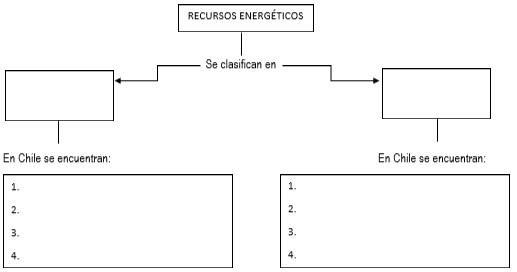 RECURSOS ENERGÉTICOS
Se clasifican en
En Chile se encuentran:
1.
2.
3.
4.
En Chile se encuentran:
1.
2.
3.
4.